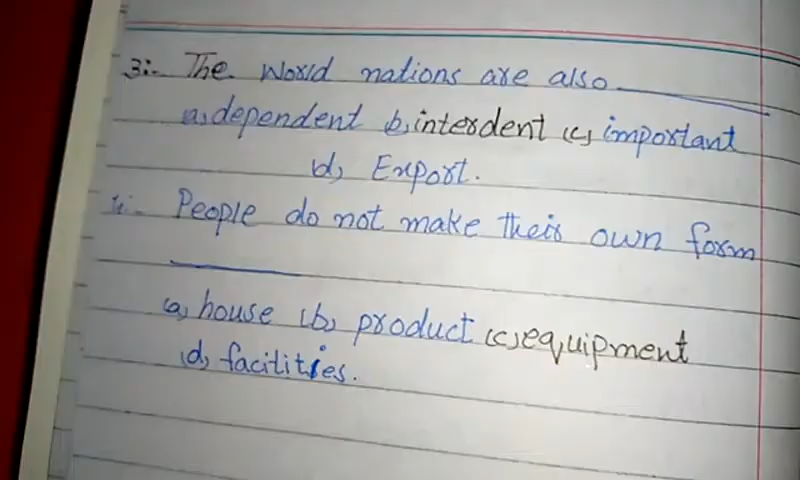 3:- The World nations are also
a, dependent b, interdent (c) important
d, Export.
4:- People do not make their own form
(a) house (b) product (c) equipment
(d) facilities.